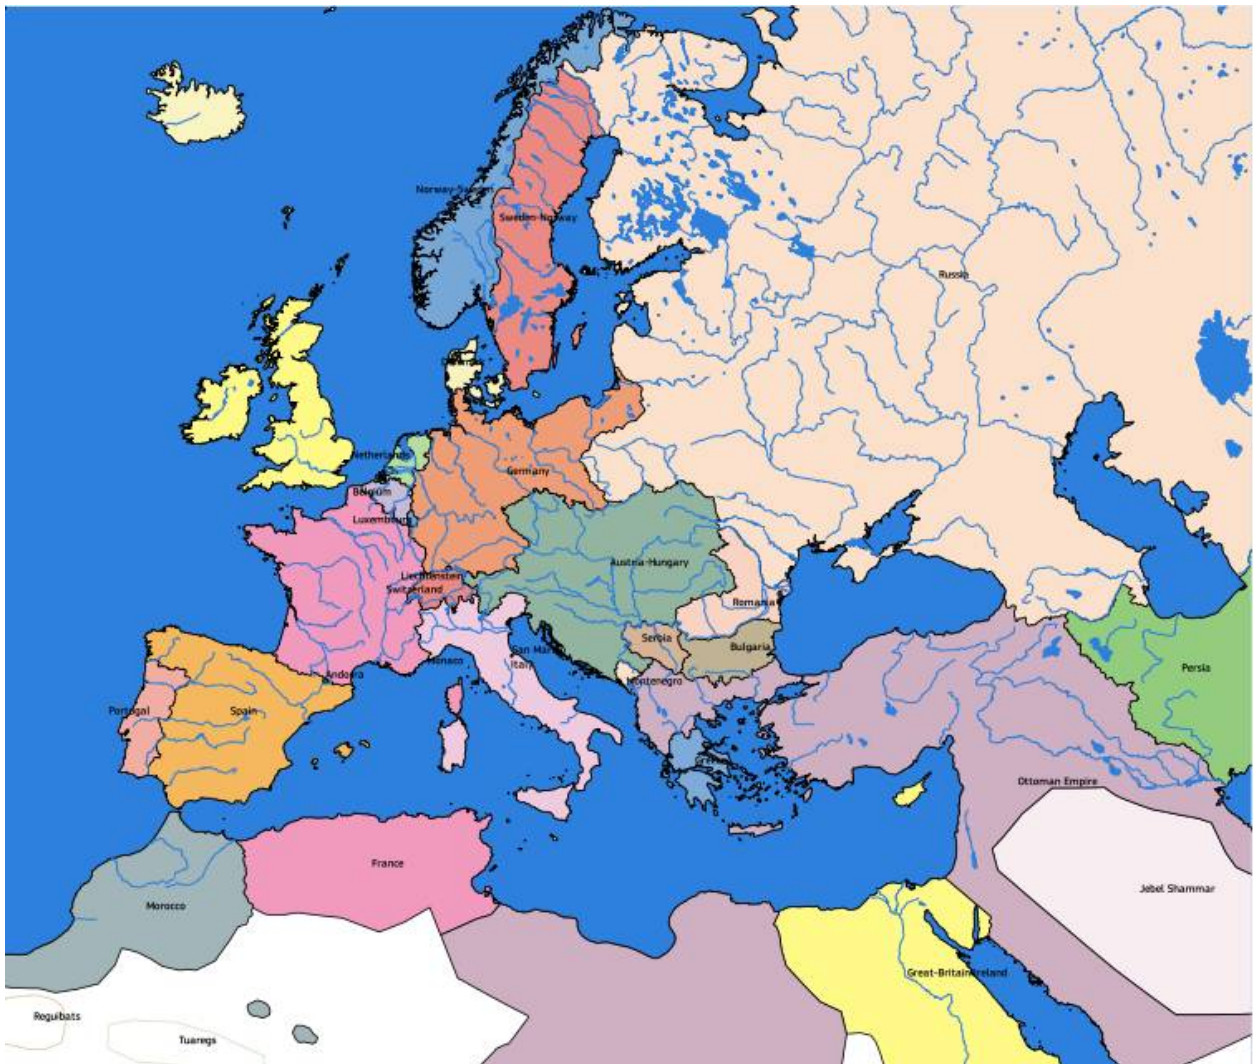 Norway-Sweden
Sweden-Norway
Russia
Netherlands
Germany
Belgium
Luxembourg
Austria-Hungary
Liechtenstein
Switzerland
Romania
Serbia
San Mar
Bulgaria
Italy
Monaco
Persia
Andorra
Montenegro
Portugal
Spain
Ottoman Empire
France
Jebel Shammar
Morocco
Great-Britain-Ireland
Reguibats
Tuaregs